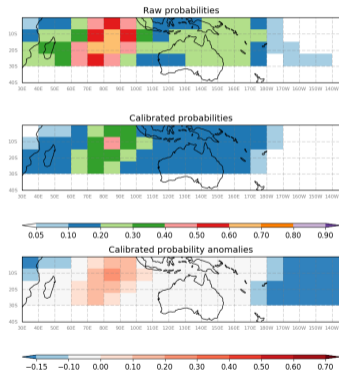 Raw probabilities
10S
20S
30S
40S
30E 40E 50E 60E 70E 80E 90E 100E 110E 120E 130E 140E 150E 160E 170E 180W 170W 160W 150W 140W
Calibrated probabilities
10S
20S
30S
40S
30E 40E 50E 60E 70E 80E 90E 100E 110E 120E 130E 140E 150E 160E 170E 180W 170W 160W 150W 140W
0.05 0.10 0.20 0.30 0.40 0.50 0.60 0.70 0.80 0.90
Calibrated probability anomalies
10S
20S
30S
40S
30E 40E 50E 60E 70E 80E 90E 100E 110E 120E 130E 140E 150E 160E 170E 180W 170W 160W 150W 140W
−0.15 −0.10 0.00 0.10 0.20 0.30 0.40 0.50 0.60 0.70